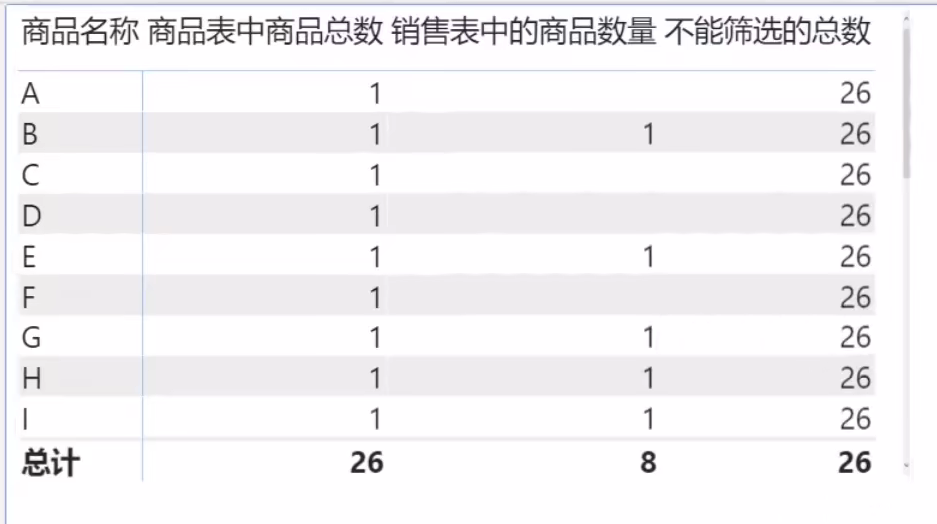 商品名称 商品表中商品总数 销售表中的商品数量 不能筛选的总数
A 1 26
B 1 1 26
C 1 26
D 1 26
E 1 1 26
F 1 26
G 1 1 26
H 1 1 26
I 1 1 26
总计 26 8 26